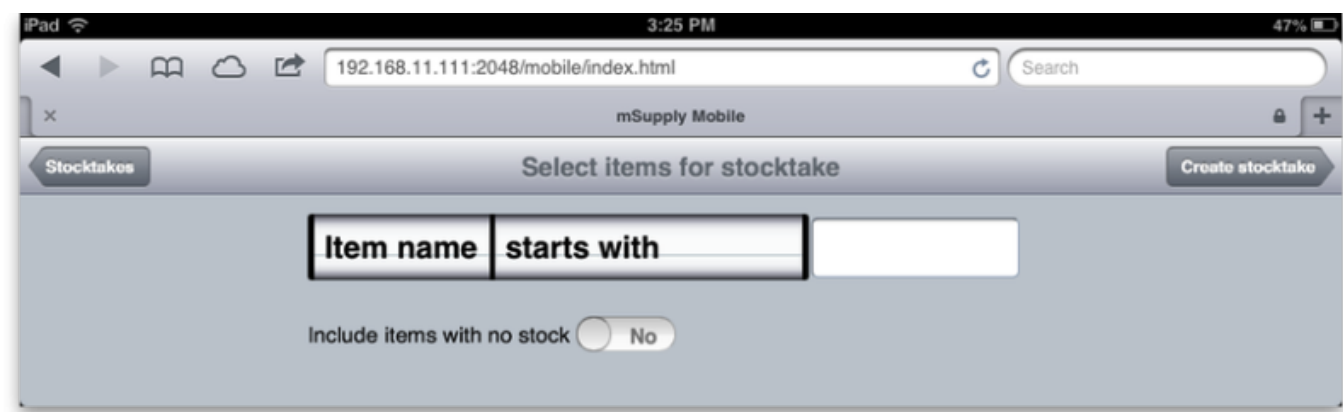 iPad 3:25 PM 47%
192.168.11.111:2048/mobile/index.html Search
mSupply Mobile
Stocktakes Select items for stocktake Create stocktake
Item name starts with
Include items with no stock No